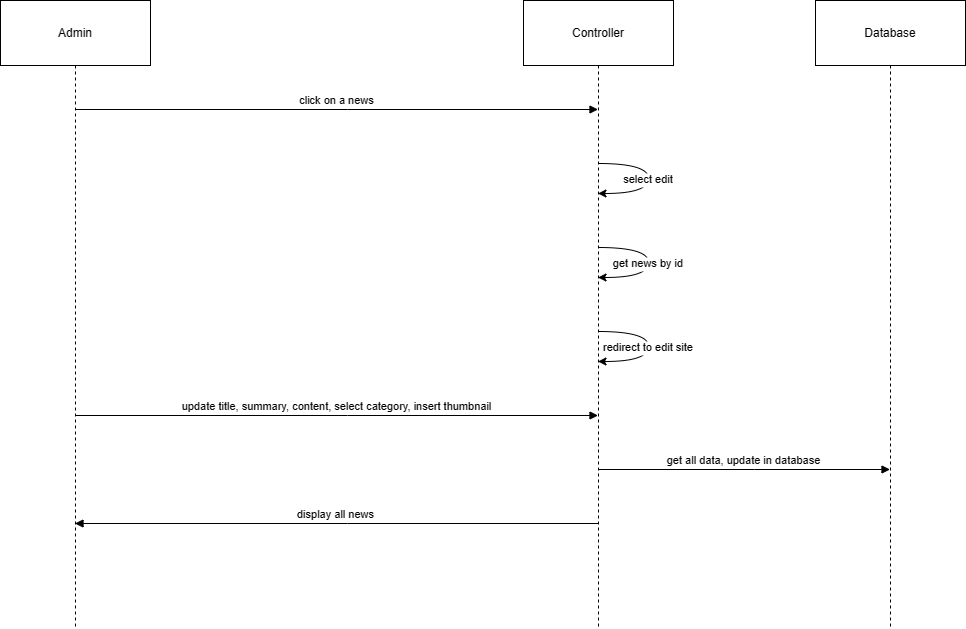 Admin
Controller
Database
click on a news
select edit
get news by id
redirect to edit site
update title, summary, content, select category, insert thumbnail
get all data, update in database
display all news